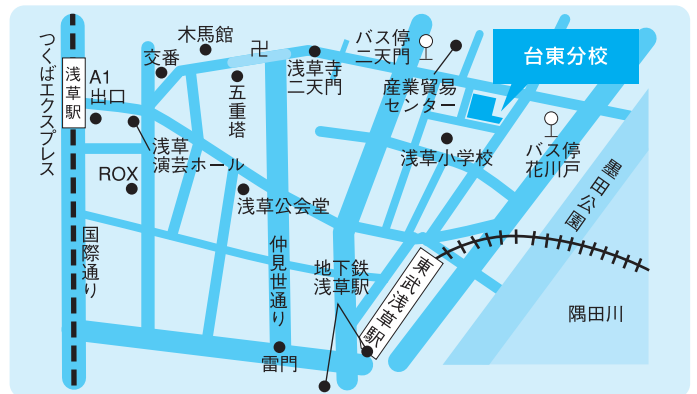 つくばエクスプレス
浅草駅
A1
出口
交番
木馬館
卍
五重塔
浅草寺
二天門
バス停
二天門
産業貿易
センター
台東分校
浅草
演芸ホール
ROX
浅草公会堂
浅草小学校
バス停
花川戸
墨田公園
国際通り
仲見世通り
地下鉄
浅草駅
東武浅草駅
隅田川
雷門